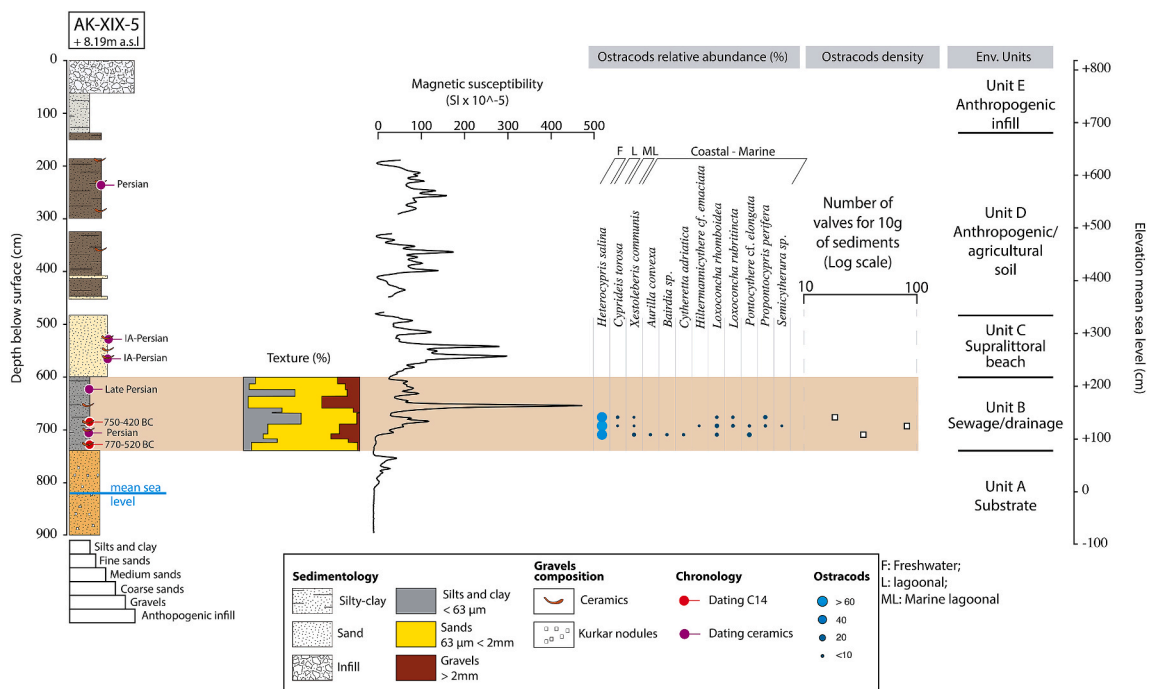 AK-XIX-5
+ 8.19m a.s.l
Ostracods relative abundance (%)
Ostracods density
Env. Units
Magnetic susceptibility
(SI x 10^-5)
0 100 200 300 400 500
F L ML Coastal - Marine
Heterocypris salina
Cyprideis torosa
Xestoleberis communis
Aurilla convexa
Bairdia sp.
Cytheretta adriatica
Hiltermannicythere cf. emaciata
Loxoconcha rhomboidea
Loxoconcha rubritincta
Pontocythere cf. elongata
Propontocypris perifera
Semicytherura sp.
Number of
valves for 10g
of sediments
(Log scale)
10 100
Depth below surface (cm)
0
100
200
300
400
500
600
700
800
900
Persian
IA-Persian
IA-Persian
Late Persian
750-420 BC
Persian
770-520 BC
mean sea
level
Texture (%)
Unit E
Anthropogenic
infill
Unit D
Anthropogenic/
agricultural
soil
Unit C
Supralittoral
beach
Unit B
Sewage/drainage
Unit A
Substrate
+800
+700
+600
+500
+400
+300
+200
+100
0
-100
Elevation mean sea level (cm)
Silts and clay
Fine sands
Medium sands
Coarse sands
Gravels
Anthopogenic infill
Sedimentology
Silty-clay
Sand
Infill
Silts and clay
< 63 µm
Sands
63 µm < 2mm
Gravels
> 2mm
Gravels
composition
Ceramics
Kurkar nodules
Chronology
Dating C14
Dating ceramics
Ostracods
> 60
40
20
<10
F: Freshwater;
L: lagoonal;
ML: Marine lagoonal